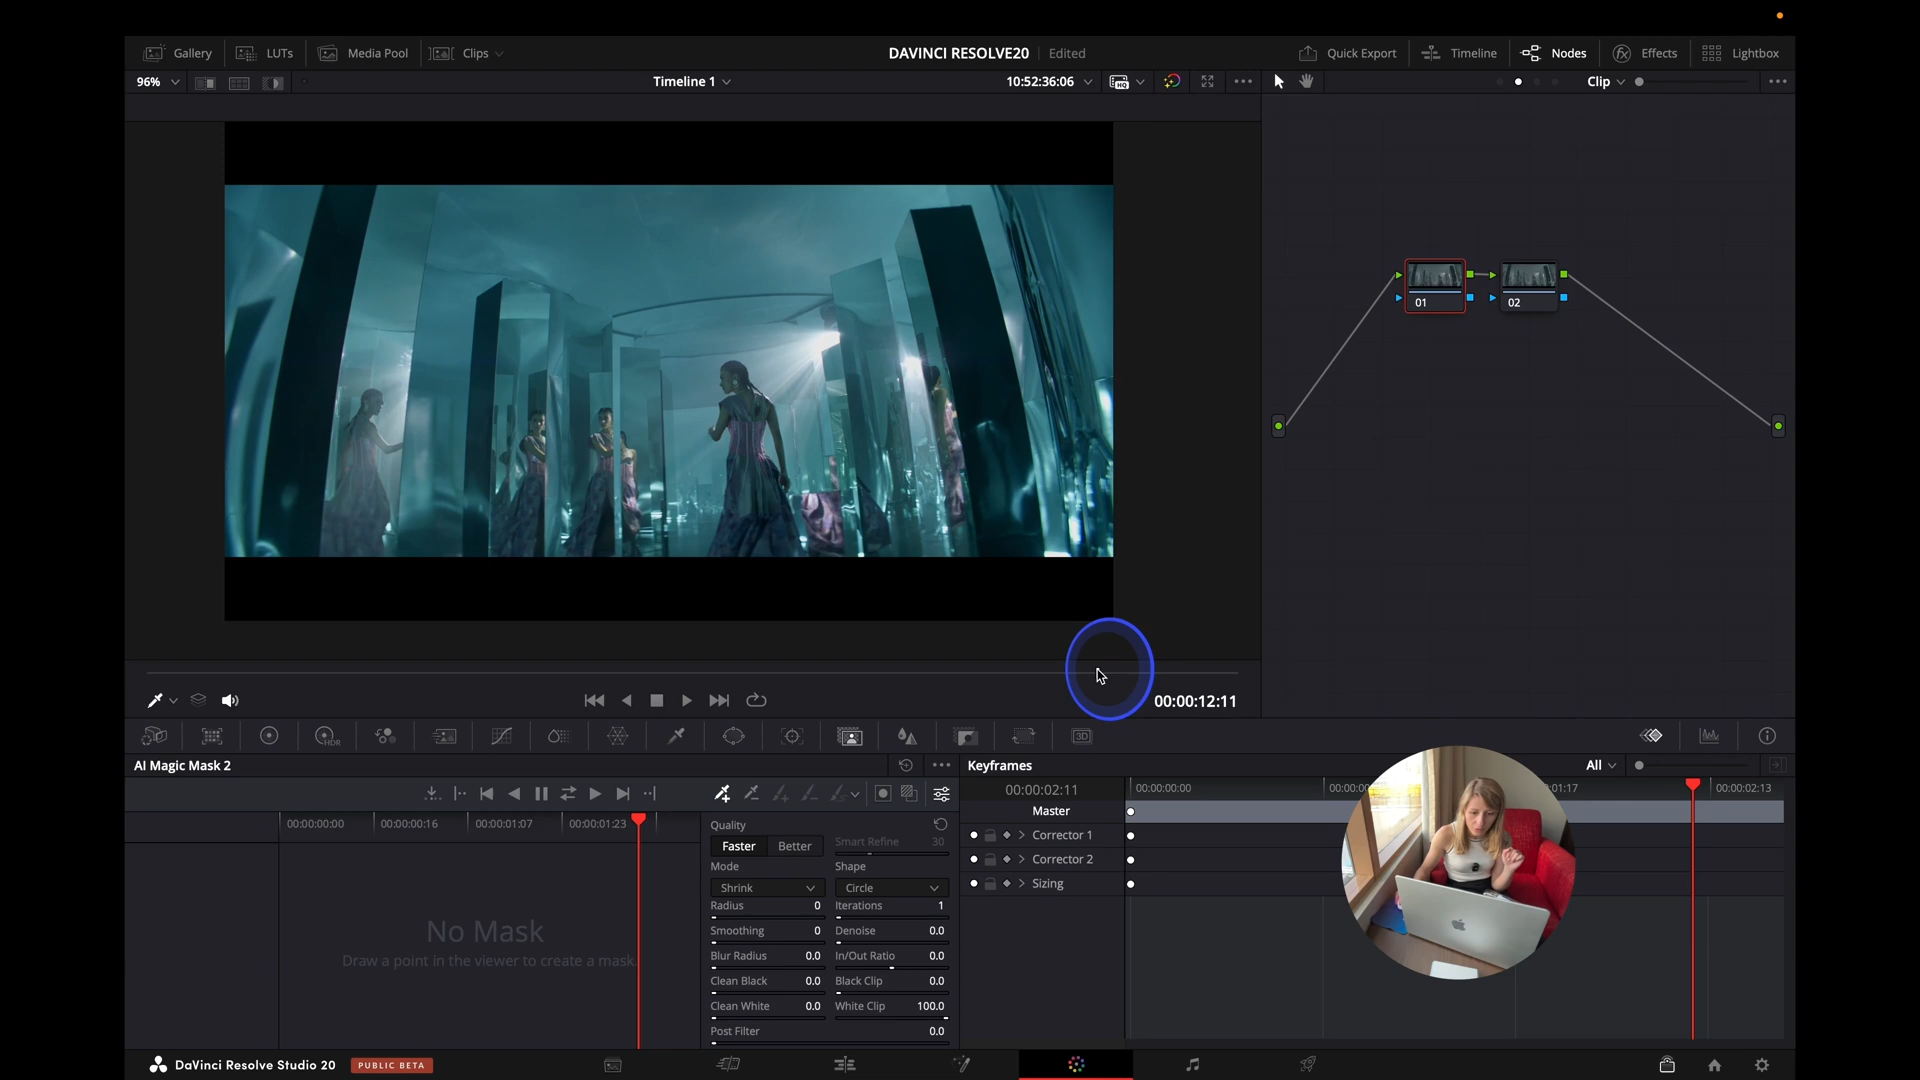 Gallery LUTs Media Pool Clips DAVINCI RESOLVE20 Edited Quick Export Timeline Nodes Effects Lightbox
96% Timeline 1 10:52:36:06 HQ Clip
01 02
00:00:12:11
HDR 3D
AI Magic Mask 2 Keyframes All
00:00:02:11 00:00:00:00 01:17 00:00:02:13
00:00:00:00 00:00:00:16 00:00:01:07 00:00:01:23
Master
Quality
Corrector 1
Faster Better Smart Refine 30
Corrector 2
Mode Shape
Shrink Circle
Sizing
Radius 0 Iterations 1
Smoothing 0 Denoise 0.0
No Mask
Draw a point in the viewer to create a mask.
Blur Radius 0.0 In/Out Ratio 0.0
Clean Black 0.0 Black Clip 0.0
Clean White 0.0 White Clip 100.0
Post Filter 0.0
DaVinci Resolve Studio 20 PUBLIC BETA